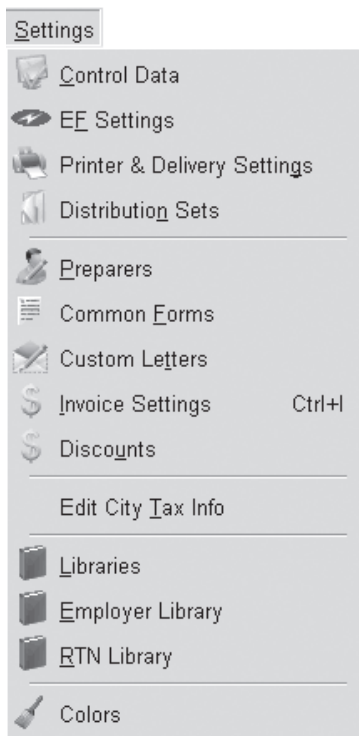 Settings
Control Data
EF Settings
Printer & Delivery Settings
Distribution Sets
Preparers
Common Forms
Custom Letters
Invoice Settings Ctrl+I
Discounts
Edit City Tax Info
Libraries
Employer Library
RTN Library
Colors